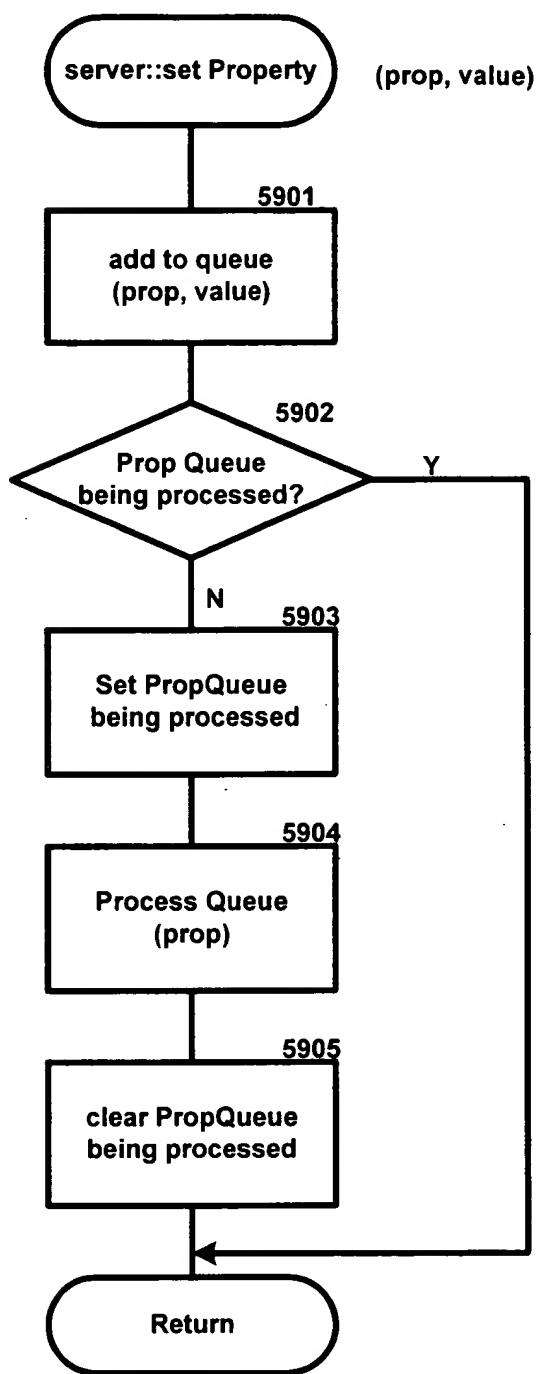 server::set Property
(prop, value)
5901
add to queue
(prop, value)
5902
Prop Queue
being processed?
Y
N
5903
Set PropQueue
being processed
5904
Process Queue
(prop)
5905
clear PropQueue
being processed
Return